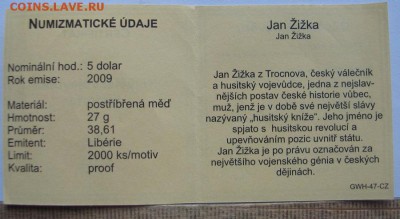 COINS.LAVE.RU
NUMIZMATICKÉ ÚDAJE
Nominální hod.: 5 dolar
Rok emise: 2009
Materiál: postříbřená měď
Hmotnost: 27 g
Průměr: 38,61
Emitent: Libérie
Limit: 2000 ks/motiv
Kvalita: proof
Jan Žižka
Jan Žižka
Jan Žižka z Trocnova, český válečník
a husitský vojevůdce, jedna z nejslav-
nějších postav české historie vůbec,
muž, jenž je v době své největší slávy
nazývaný „husitský kníže". Jeho jméno je
spjato s husitskou revolucí a
upevňováním pozic uvnitř státu.
Jan Žižka je po právu označován za
největšího vojenského génia v českých
dějinách.
GWH-47-CZ